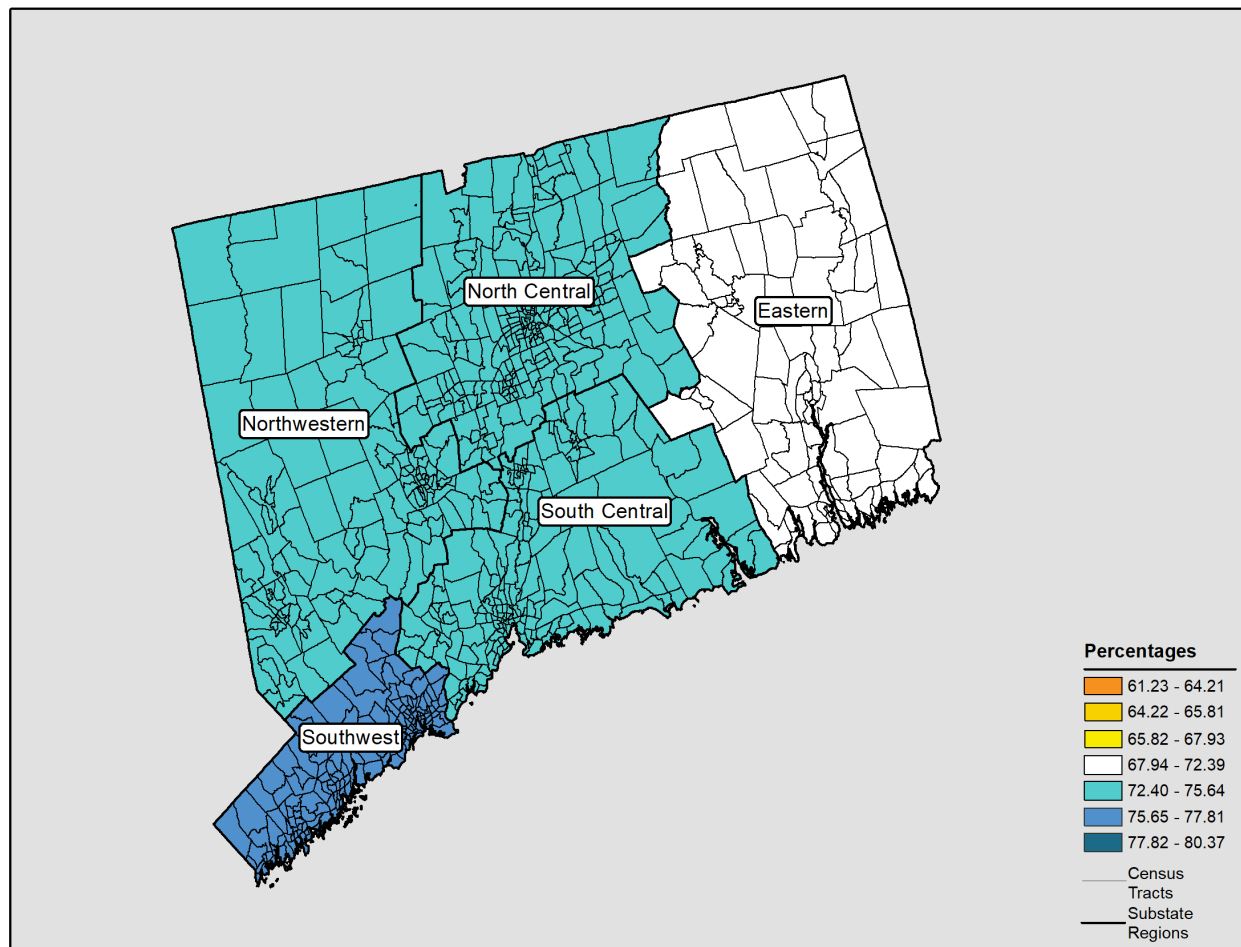 North Central
Eastern
Northwestern
South Central
Southwest
Percentages
61.23 - 64.21
64.22 - 65.81
65.82 - 67.93
67.94 - 72.39
72.40 - 75.64
75.65 - 77.81
77.82 - 80.37
Census
Tracts
Substate
Regions